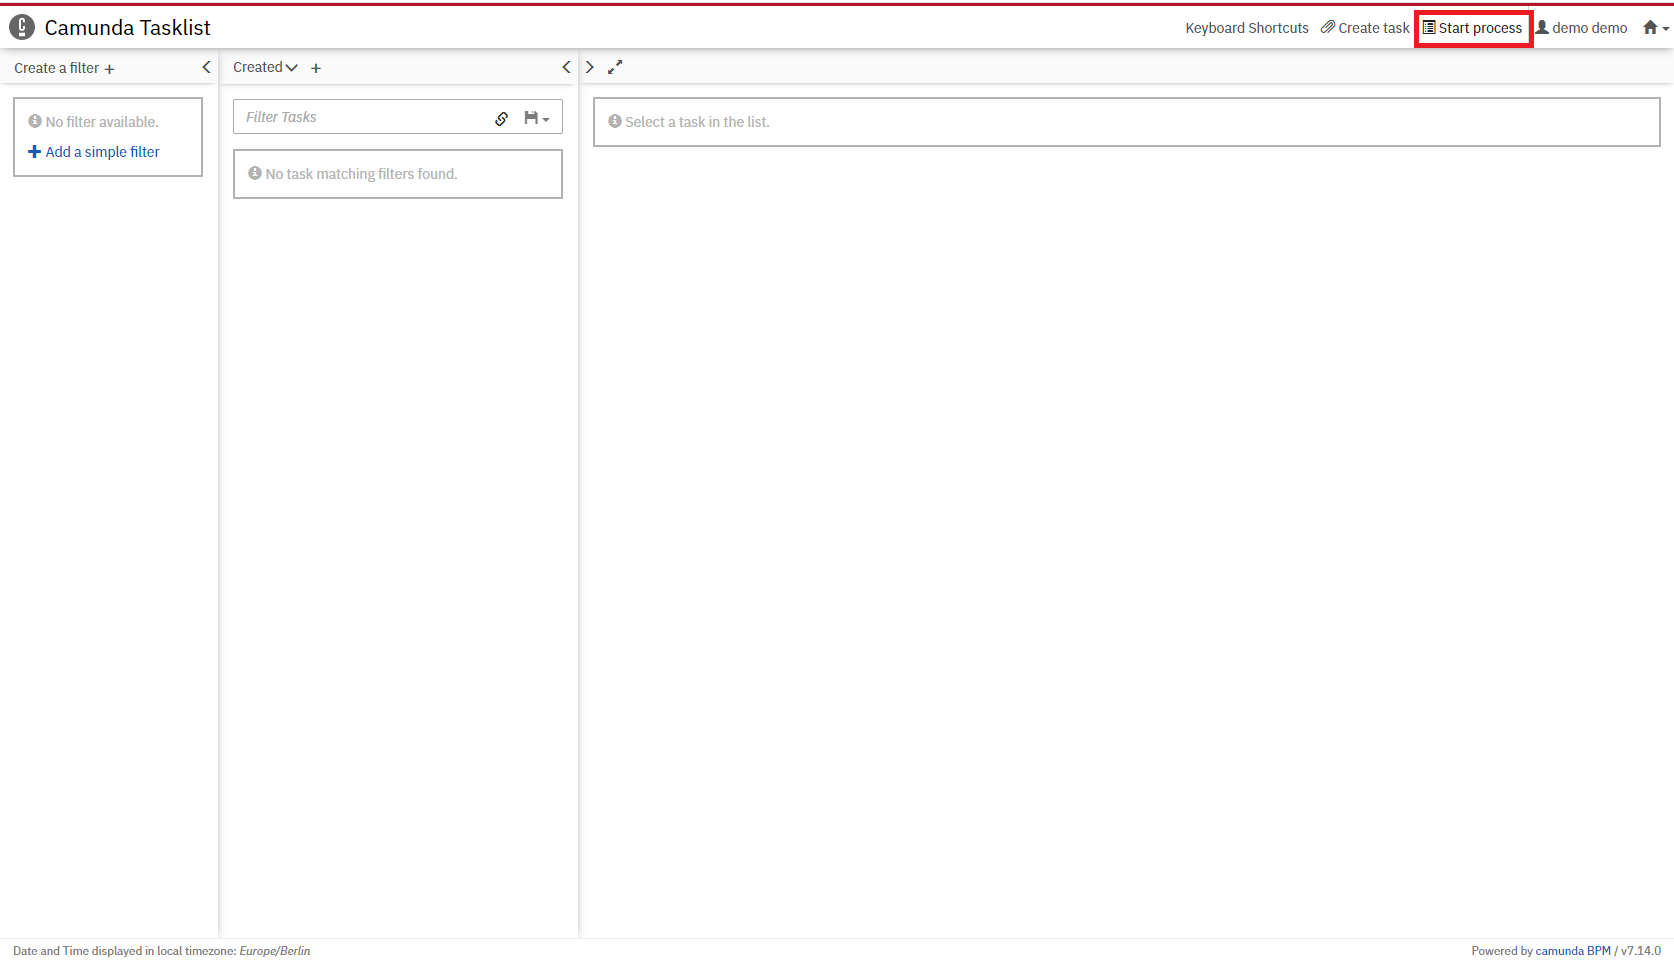 Camunda Tasklist
Keyboard Shortcuts Create task Start process demo demo
Create a filter +
Created +
No filter available.
Add a simple filter
Filter Tasks
No task matching filters found.
Select a task in the list.
Date and Time displayed in local timezone: Europe/Berlin
Powered by camunda BPM / v7.14.0